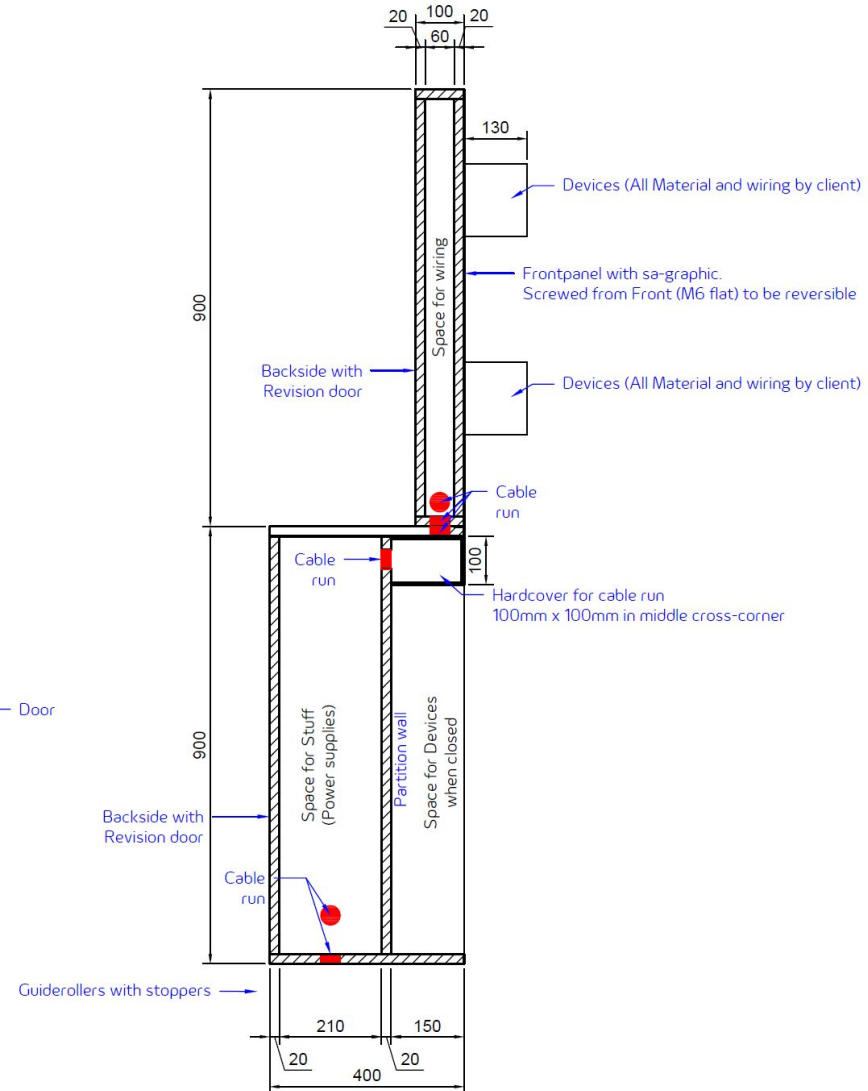 20
100
20
60
130
Devices (All Material and wiring by client)
Space for wiring
Frontpanel with sa-graphic.
Screwed from Front (M6 flat) to be reversible
900
Backside with
Revision door
Devices (All Material and wiring by client)
Cable
run
Cable
run
100
Hardcover for cable run
100mm x 100mm in middle cross-corner
Door
900
Space for Stuff
(Power supplies)
Partition wall
Space for Devices
when closed
Backside with
Revision door
Cable
run
Guiderollers with stoppers
210
150
20
20
400